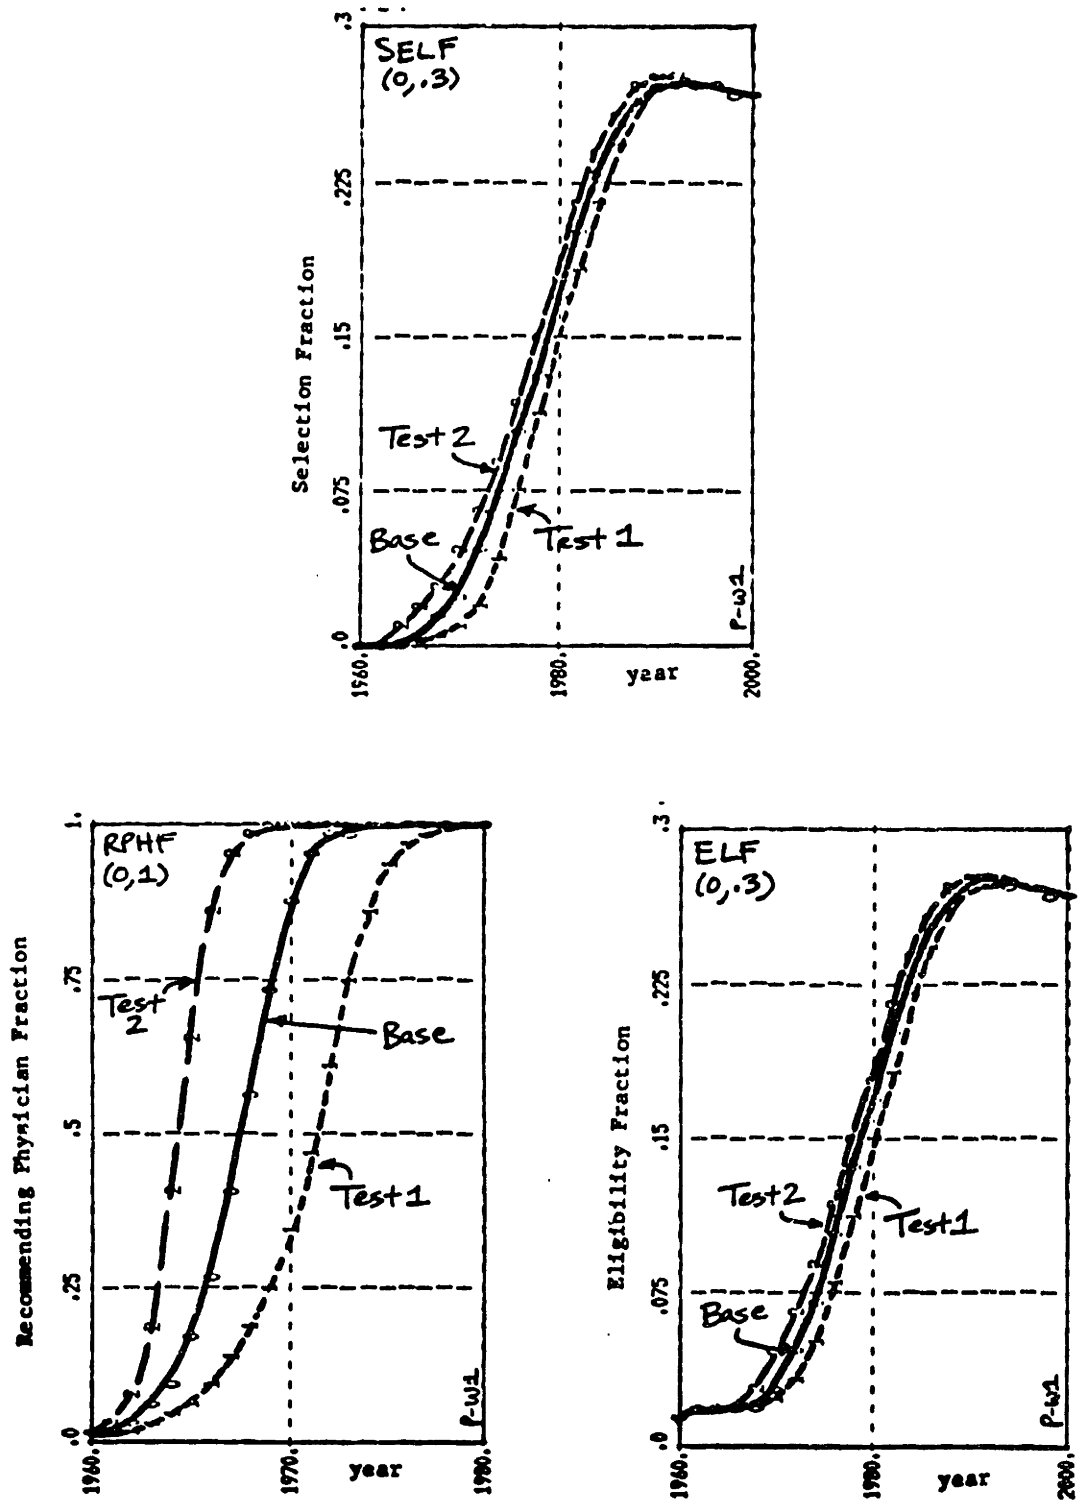 .3
SELF
(0,.3)
.225
Selection Fraction
.15
Test 2
.075
Base
Test 1
P-W1
.0
1960.
1980.
year
2000.
1.
RPHF
(0,1)
Recommending Physician Fraction
.75
Test
2
Base
.5
Test 1
.25
P-W1
.0
1960.
1970.
year
1980.
.3
ELF
(0,.3)
.225
Eligibility Fraction
.15
Test 2
Test 1
.075
Base
P-W1
.0
1960.
1980.
year
2000.